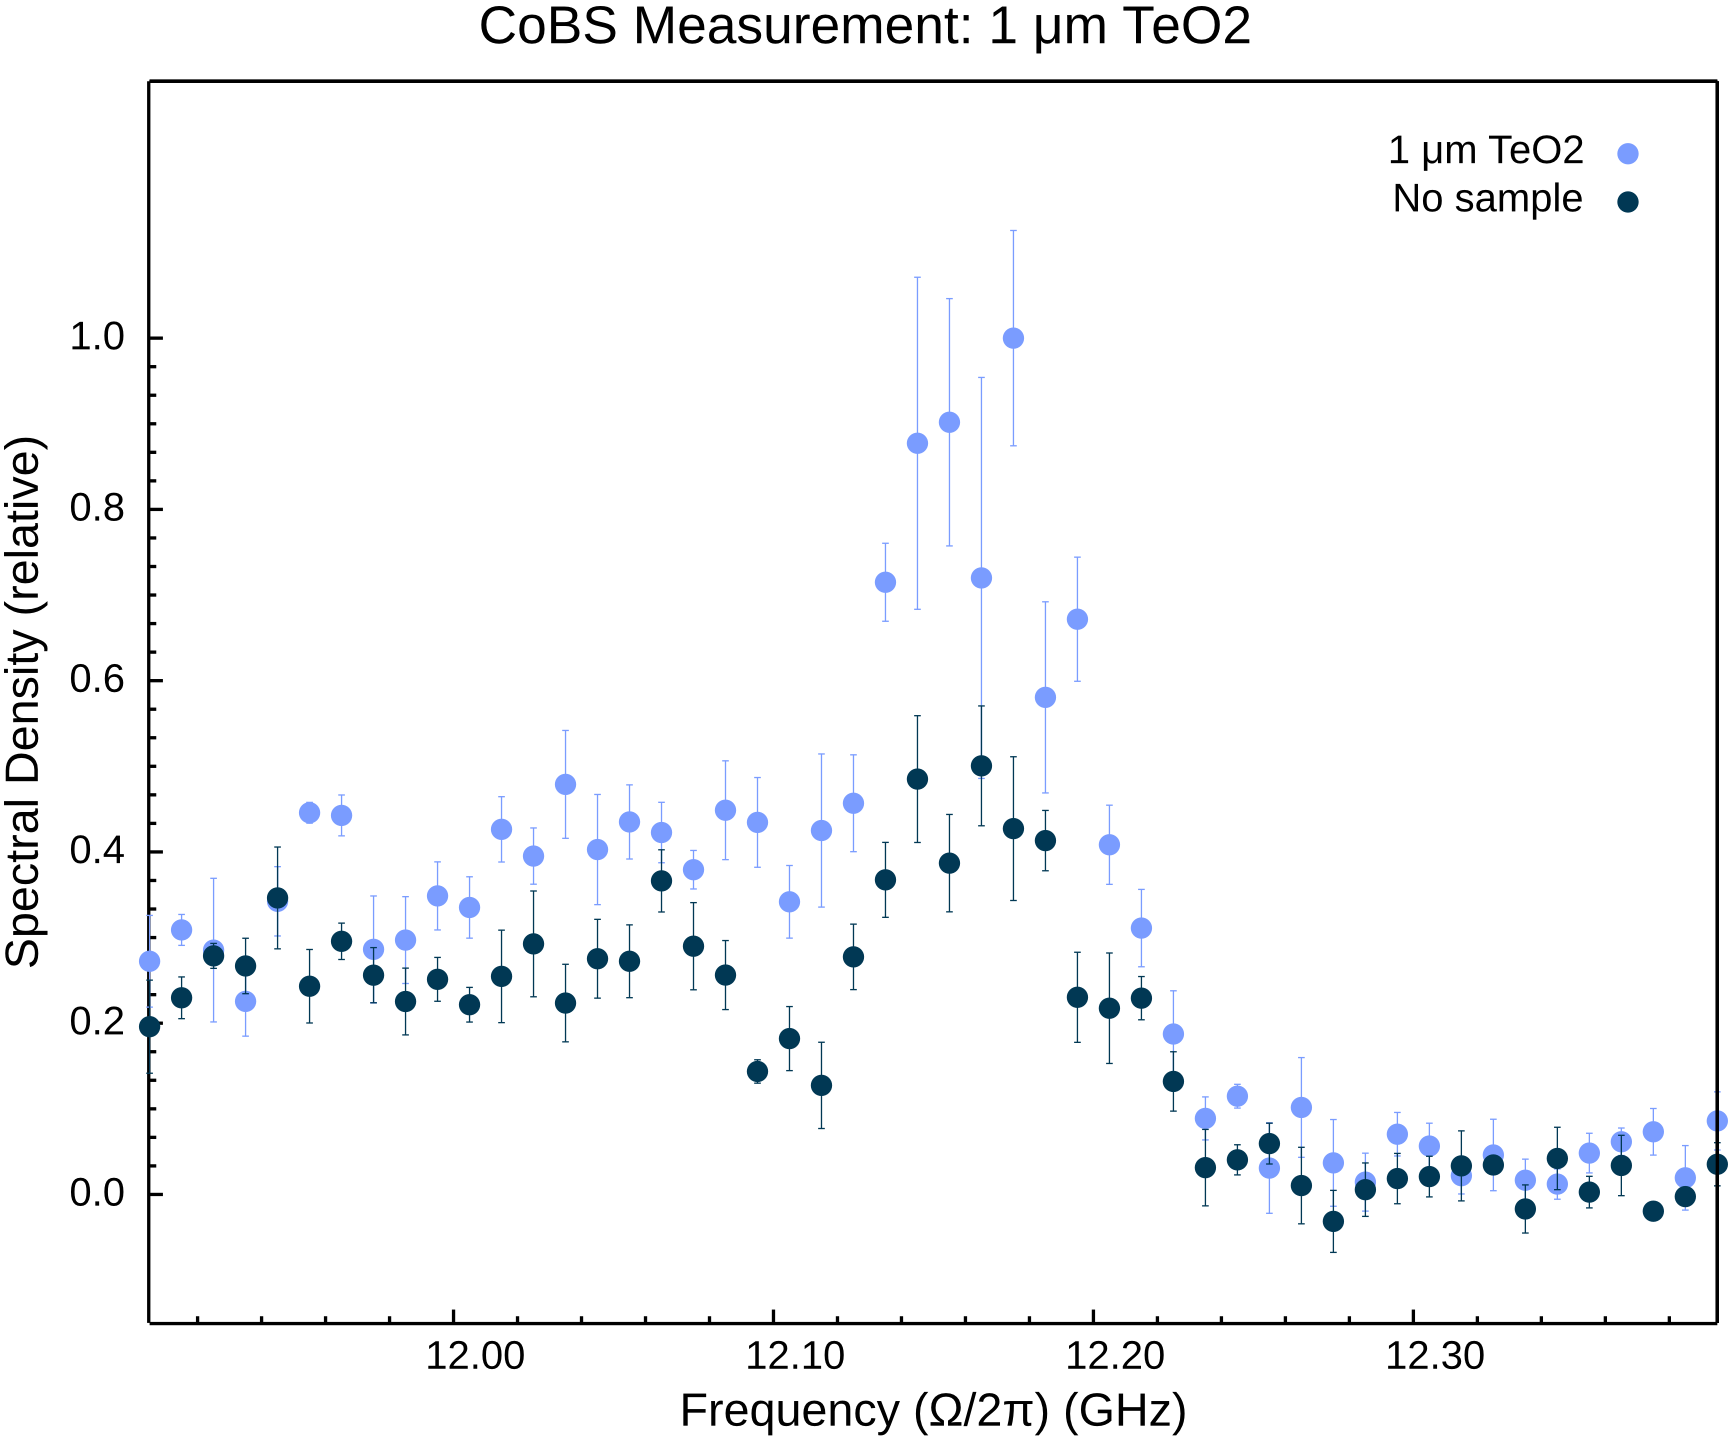 CoBS Measurement: 1 μm TeO2
1 μm TeO2
No sample
1.0
0.8
0.6
0.4
0.2
0.0
Spectral Density (relative)
12.00 12.10 12.20 12.30
Frequency (Ω/2π) (GHz)